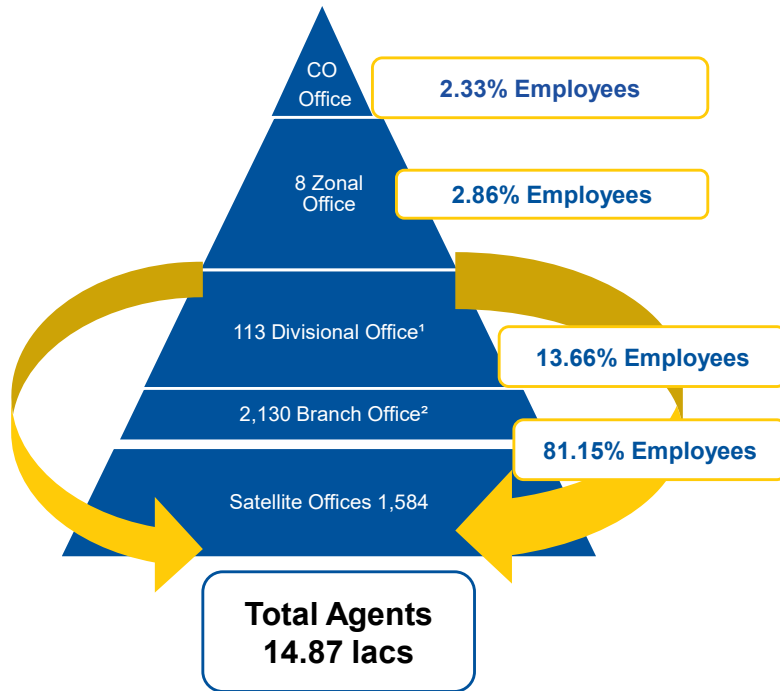 CO
Office
2.33% Employees
8 Zonal
Office
2.86% Employees
113 Divisional Office¹
13.66% Employees
2,130 Branch Office²
81.15% Employees
Satellite Offices 1,584
Total Agents
14.87 lacs